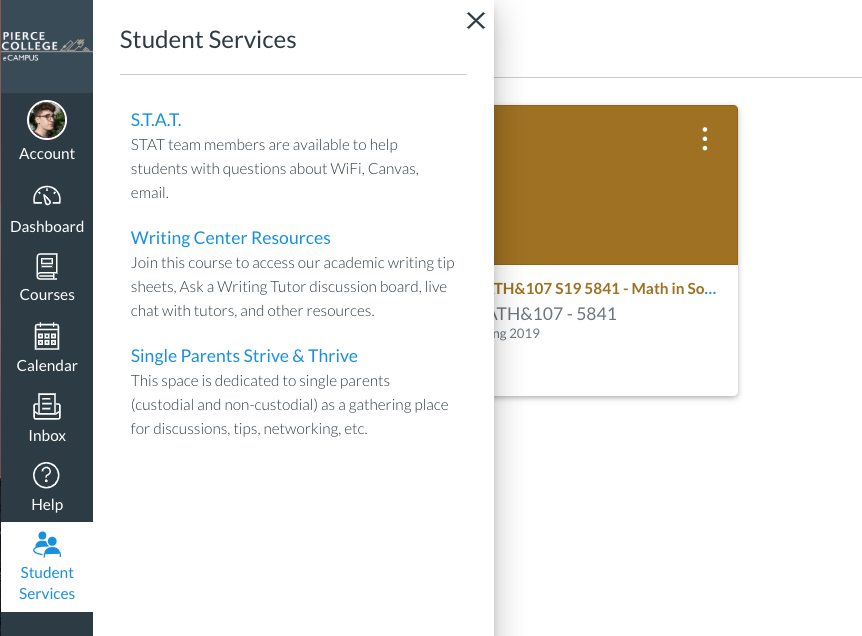 PIERCE
COLLEGE
eCAMPUS
Account
Dashboard
Courses
Calendar
Inbox
Help
Student
Services
Student Services
S.T.A.T.
STAT team members are available to help
students with questions about WiFi, Canvas,
email.
Writing Center Resources
Join this course to access our academic writing tip
sheets, Ask a Writing Tutor discussion board, live
chat with tutors, and other resources.
Single Parents Strive & Thrive
This space is dedicated to single parents
(custodial and non-custodial) as a gathering place
for discussions, tips, networking, etc.
TH&107 S19 5841 - Math in So...
ATH&107 - 5841
ng 2019